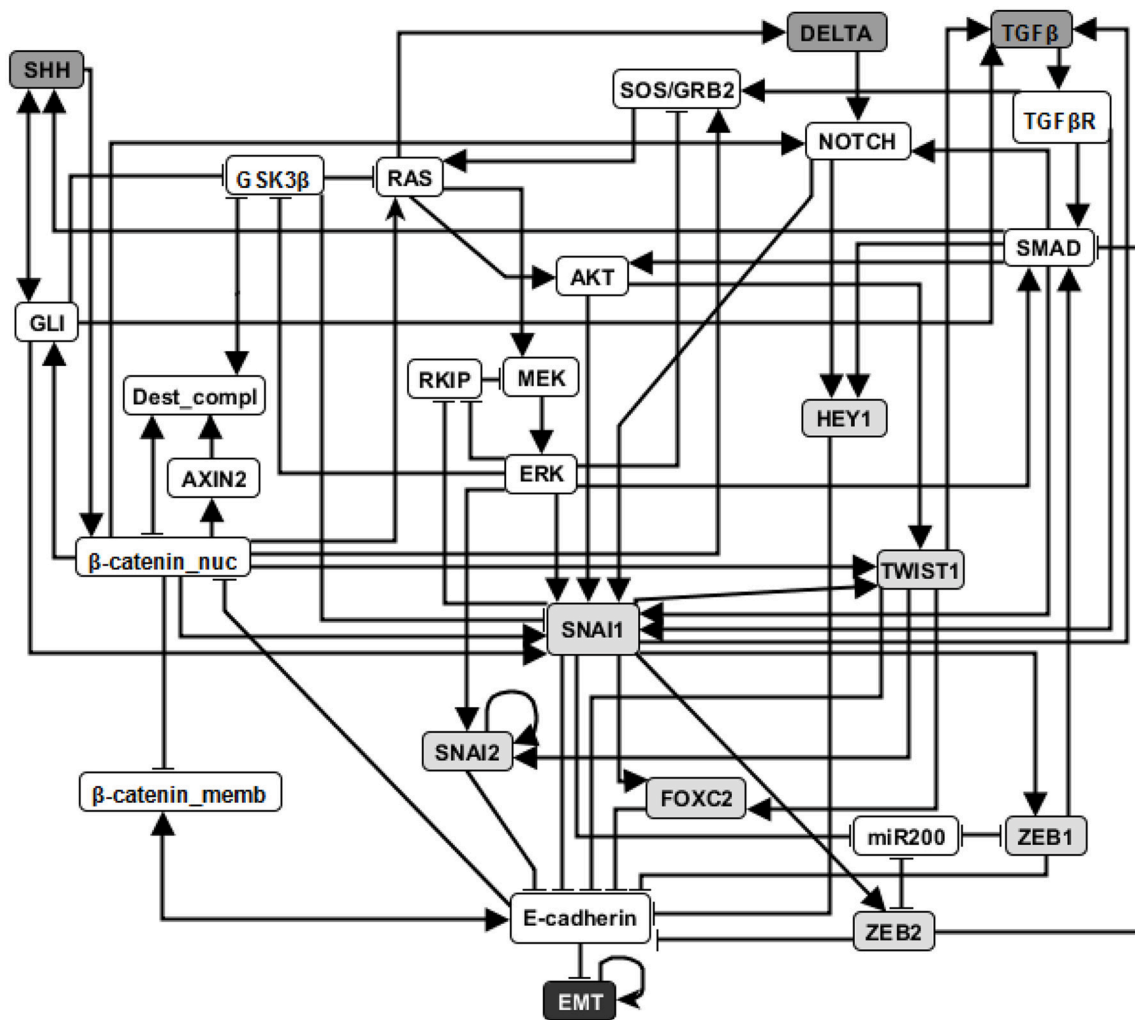 DELTA
TGFβ
SHH
SOS/GRB2
TGFβR
NOTCH
GSK3β
RAS
SMAD
AKT
GLI
RKIP
MEK
Dest_compl
HEY1
AXIN2
ERK
β-catenin_nuc
TWIST1
SNAI1
SNAI2
β-catenin_memb
FOXC2
miR200
ZEB1
E-cadherin
ZEB2
EMT